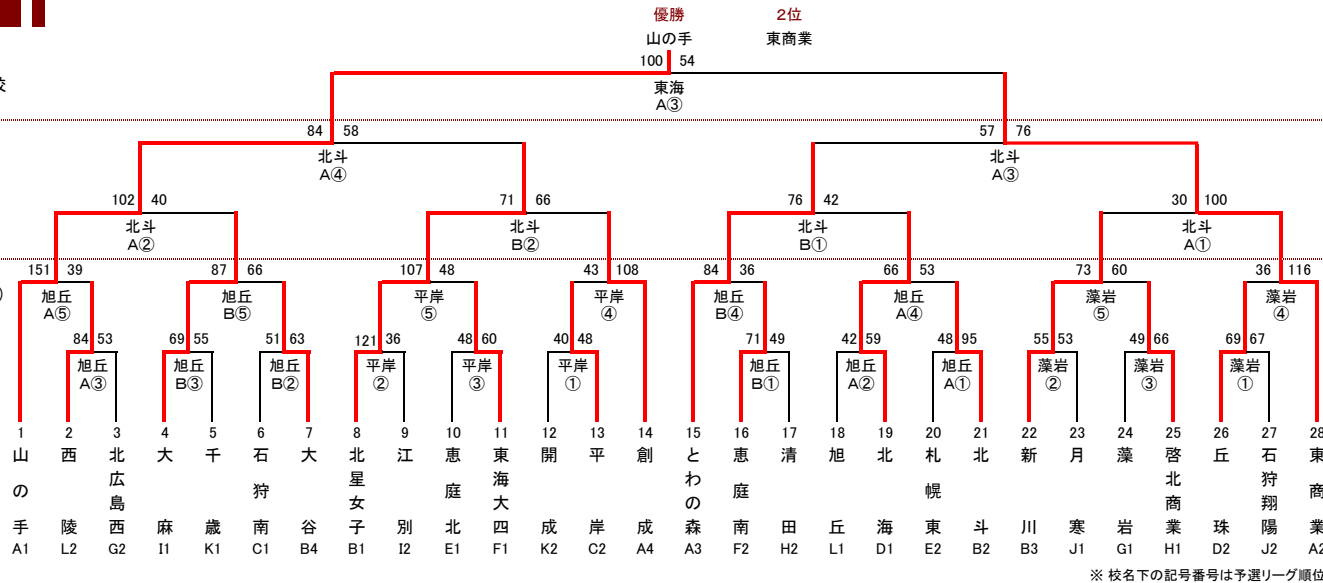 優勝 2位
山の手 東商業
100 54
校
東海
A③
84 58 57 76
北斗 北斗
A④ A③
102 40 71 66 76 42 30 100
北斗 北斗 北斗 北斗
A② B② B① A①
151 39 87 66 107 48 43 108 84 36 66 53 73 60 36 116
)
旭丘 旭丘 平岸 平岸 旭丘 旭丘 藻岩 藻岩
A⑤ B⑤ ⑤ ④ B④ A④ ⑤ ④
84 53 69 55 51 63 121 36 48 60 40 48 71 49 42 59 48 95 55 53 49 66 69 67
旭丘 旭丘 旭丘 平岸 平岸 平岸 旭丘 旭丘 旭丘 藻岩 藻岩 藻岩
A③ B③ B② ② ③ ① B① A② A① ② ③ ①
1 2 3 4 5 6 7 8 9 10 11 12 13 14 15 16 17 18 19 20 21 22 23 24 25 26 27 28
山の手 西陵 北広島西 大麻 千歳 石狩南 大谷 北星女子 江別 恵庭北 東海大四 開成 平岸 創成 とわの森 恵庭南 清田 旭丘 北海 札幌東 北斗 新川 月寒 藻岩 啓北商業 丘珠 石狩翔陽 東商業
A1 L2 G2 I1 K1 C1 B4 B1 I2 E1 F1 K2 C2 A4 A3 F2 H2 L1 D1 E2 B2 B3 J1 G1 H1 D2 J2 A2
※ 校名下の記号番号は予選リーグ順位